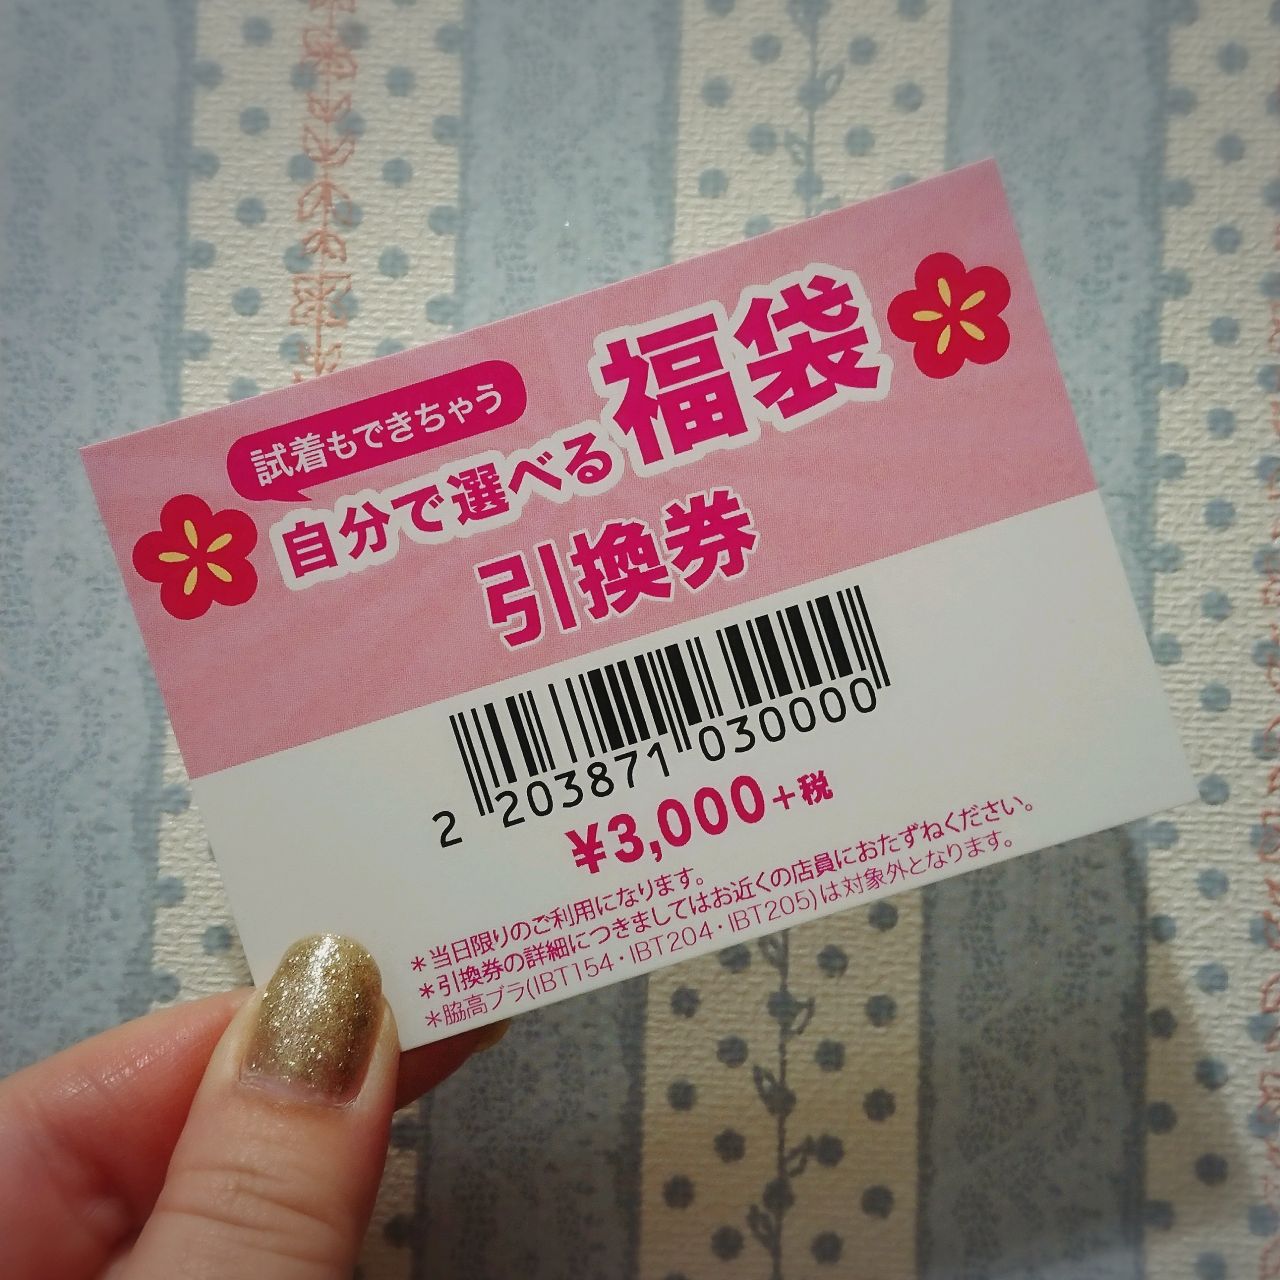 試着もできちゃう
自分で選べる福袋
引換券
2 203871 030000
¥3,000+税
*当日限りのご利用になります。
*引換券の詳細につきましてはお近くの店員におたずねください。
*脇高ブラ(IBT154・IBT204・IBT205)は対象外となります。